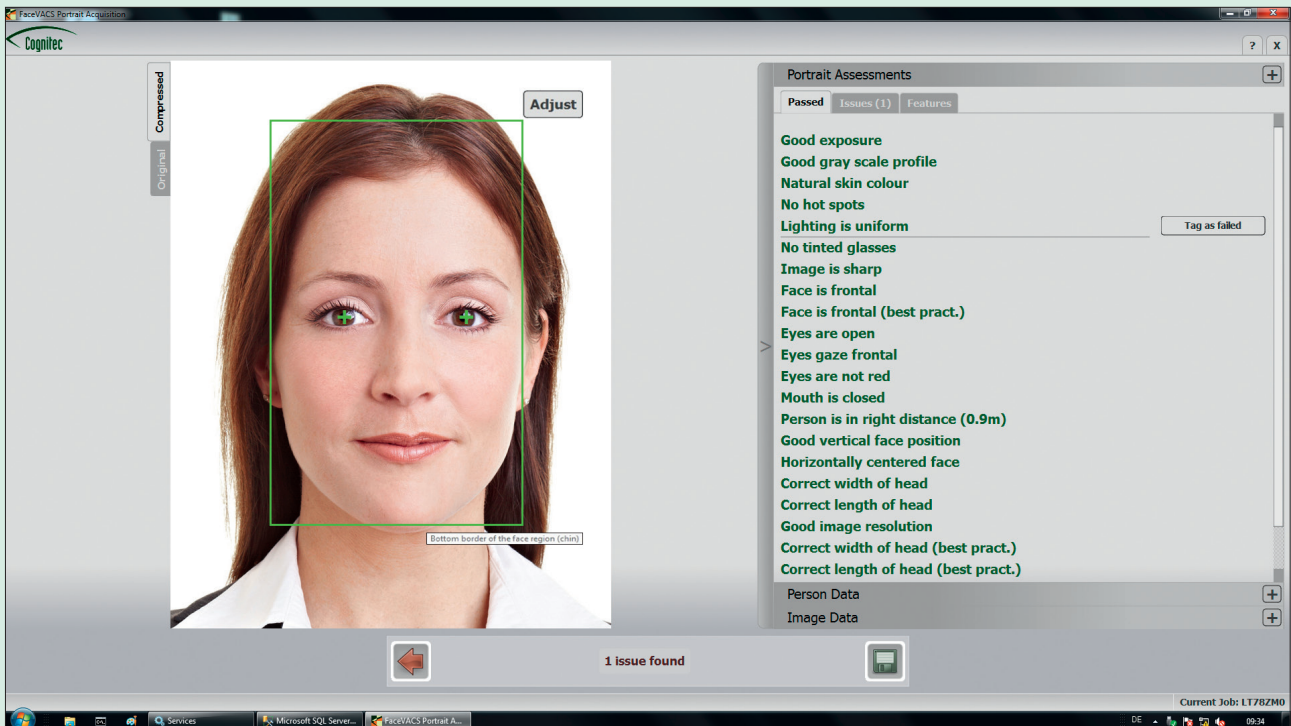 FaceVACS Portrait Acquisition
Cognitec
? X
Compressed
Original
Adjust
Bottom border of the face region (chin)
Portrait Assessments
Passed Issues (1) Features
Good exposure
Good gray scale profile
Natural skin colour
No hot spots
Lighting is uniform Tag as failed
No tinted glasses
Image is sharp
Face is frontal
Face is frontal (best pract.)
Eyes are open
Eyes gaze frontal
Eyes are not red
Mouth is closed
Person is in right distance (0.9m)
Good vertical face position
Horizontally centered face
Correct width of head
Correct length of head
Good image resolution
Correct width of head (best pract.)
Correct length of head (best pract.)
Person Data
Image Data
1 issue found
Current Job: LT78ZM0
Services Microsoft SQL Server... FaceVACS Portrait A... DE 09:34